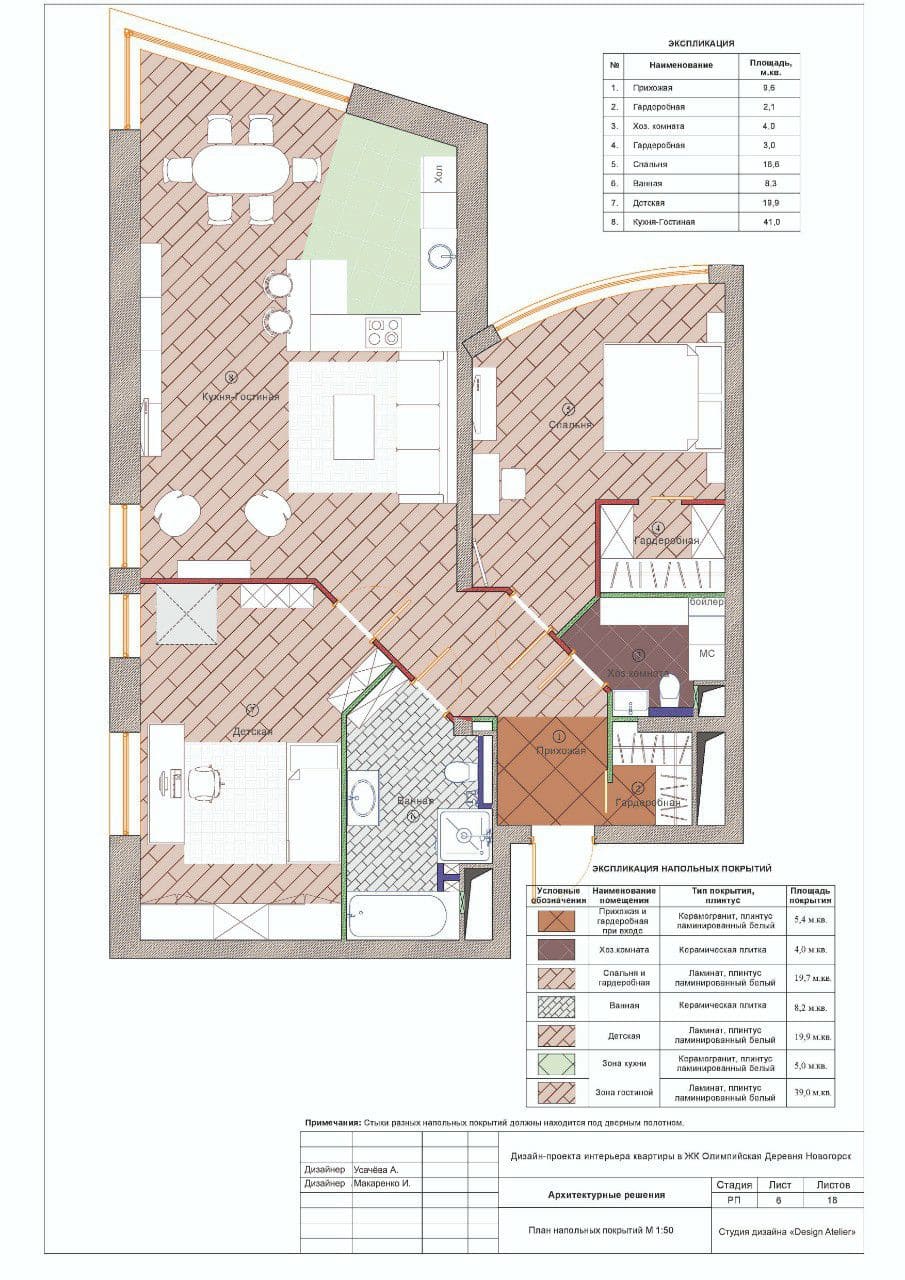 ЭКСПЛИКАЦИЯ
№ Наименование Площадь, м.кв.
1. Прихожая 9,6
2. Гардеробная 2,1
3. Хоз. комната 4,0
4. Гардеробная 3,0
5. Спальня 16,6
6. Ванная 8,3
7. Детская 19,9
8. Кухня-Гостиная 41,0
Хол
8
Кухня-Гостиная
5
Спальня
4
Гардеробная
бойлер
МС
3
Хоз.комната
7
Детская
1
Прихожая
2
Гардеробная
Ванная
6
ЭКСПЛИКАЦИЯ НАПОЛЬНЫХ ПОКРЫТИЙ
Условные обозначения Наименование помещения Тип покрытия, плинтус Площадь покрытия
Прихожая и гардеробная при входе Керамогранит, плинтус ламинированный белый 5,4 м.кв.
Хоз.комната Керамическая плитка 4,0 м.кв.
Спальня и гардеробная Ламинат, плинтус ламинированный белый 19,7 м.кв.
Ванная Керамическая плитка 8,2 м.кв.
Детская Ламинат, плинтус ламинированный белый 19,9 м.кв.
Зона кухни Керамогранит, плинтус ламинированный белый 5,0 м.кв.
Зона гостиной Ламинат, плинтус ламинированный белый 39,0 м.кв.
Примечания: Стыки разных напольных покрытий должны находится под дверным полотном.
Дизайн-проекта интерьера квартиры в ЖК Олимпийская Деревня Новогорск
Дизайнер Усачёва А.
Дизайнер Макаренко И.
Архитектурные решения
Стадия Лист Листов
РП 6 18
План напольных покрытий М 1:50
Студия дизайна «Design Atelier»